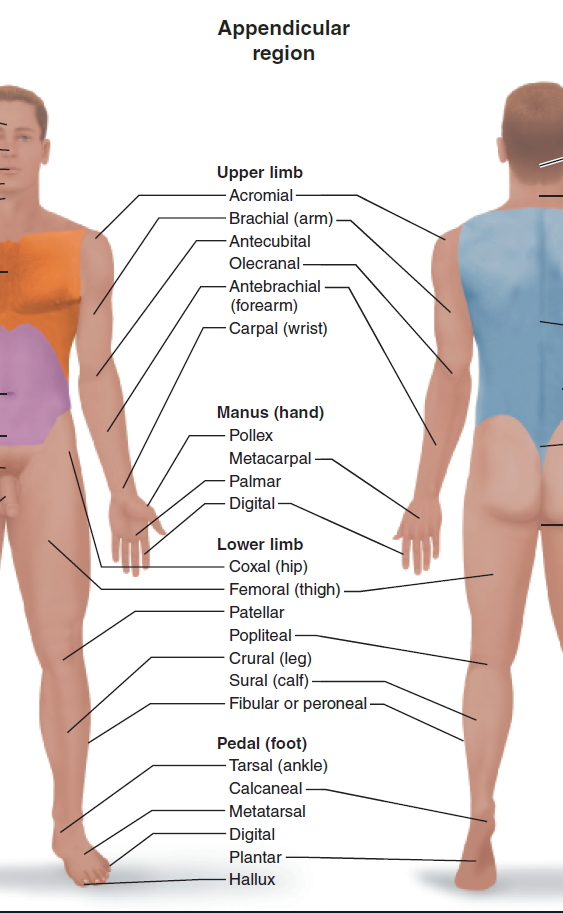 Appendicular
region
Upper limb
Acromial
Brachial (arm)
Antecubital
Olecranal
Antebrachial
(forearm)
Carpal (wrist)
Manus (hand)
Pollex
Metacarpal
Palmar
Digital
Lower limb
Coxal (hip)
Femoral (thigh)
Patellar
Popliteal
Crural (leg)
Sural (calf)
Fibular or peroneal
Pedal (foot)
Tarsal (ankle)
Calcaneal
Metatarsal
Digital
Plantar
Hallux